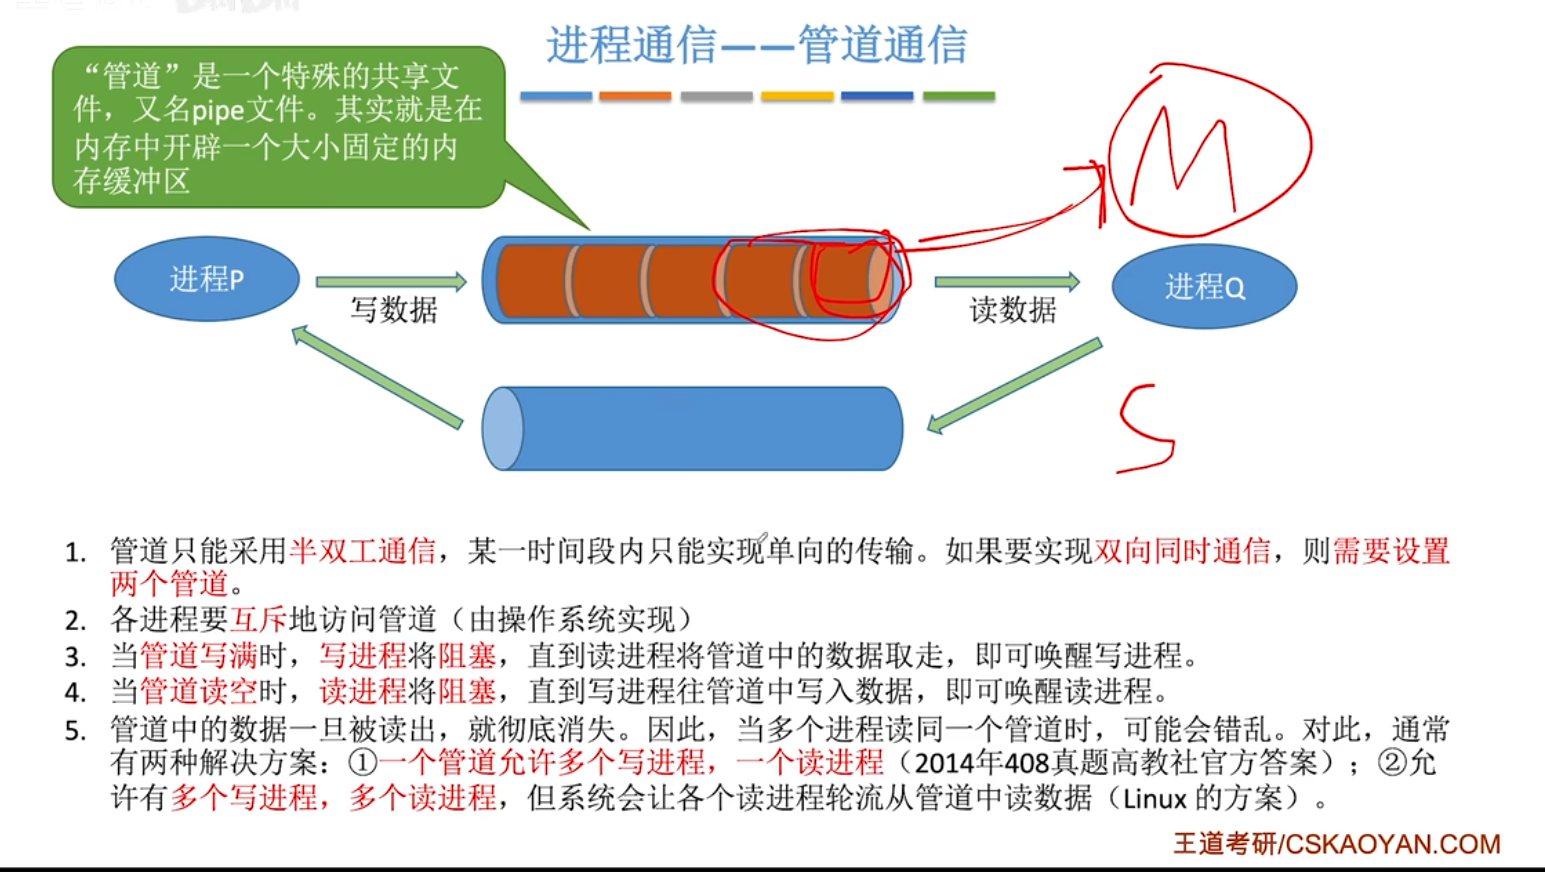 进程通信——管道通信
“管道”是一个特殊的共享文
件，又名pipe文件。其实就是在
内存中开辟一个大小固定的内
存缓冲区
M
进程P
写数据
读数据
进程Q
S
1. 管道只能采用半双工通信，某一时间段内只能实现单向的传输。如果要实现双向同时通信，则需要设置
两个管道。
2. 各进程要互斥地访问管道（由操作系统实现）
3. 当管道写满时，写进程将阻塞，直到读进程将管道中的数据取走，即可唤醒写进程。
4. 当管道读空时，读进程将阻塞，直到写进程往管道中写入数据，即可唤醒读进程。
5. 管道中的数据一旦被读出，就彻底消失。因此，当多个进程读同一个管道时，可能会错乱。对此，通常
有两种解决方案：①一个管道允许多个写进程，一个读进程（2014年408真题高教社官方答案）；②允
许有多个写进程，多个读进程，但系统会让各个读进程轮流从管道中读数据（Linux 的方案）。
王道考研/CSKAOYAN.COM